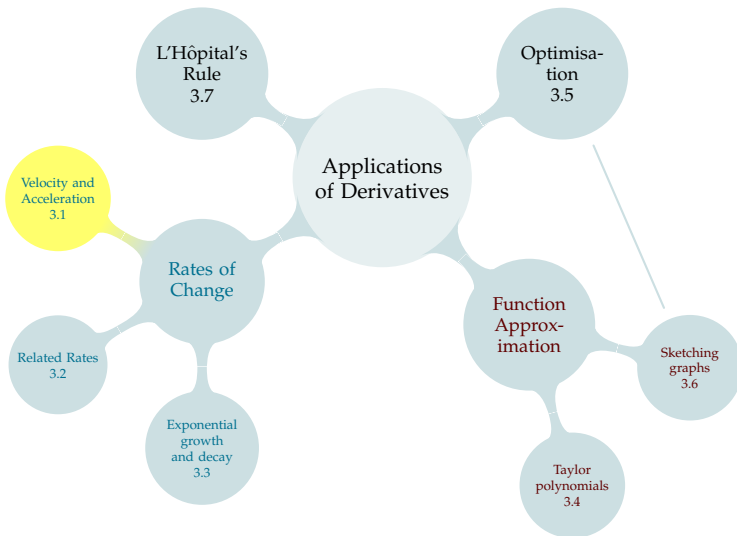 L'Hôpital's
Rule
3.7
Optimisa-
tion
3.5
Applications
of Derivatives
Velocity and
Acceleration
3.1
Rates of
Change
Function
Approx-
imation
Related Rates
3.2
Sketching
graphs
3.6
Exponential
growth
and decay
3.3
Taylor
polynomials
3.4